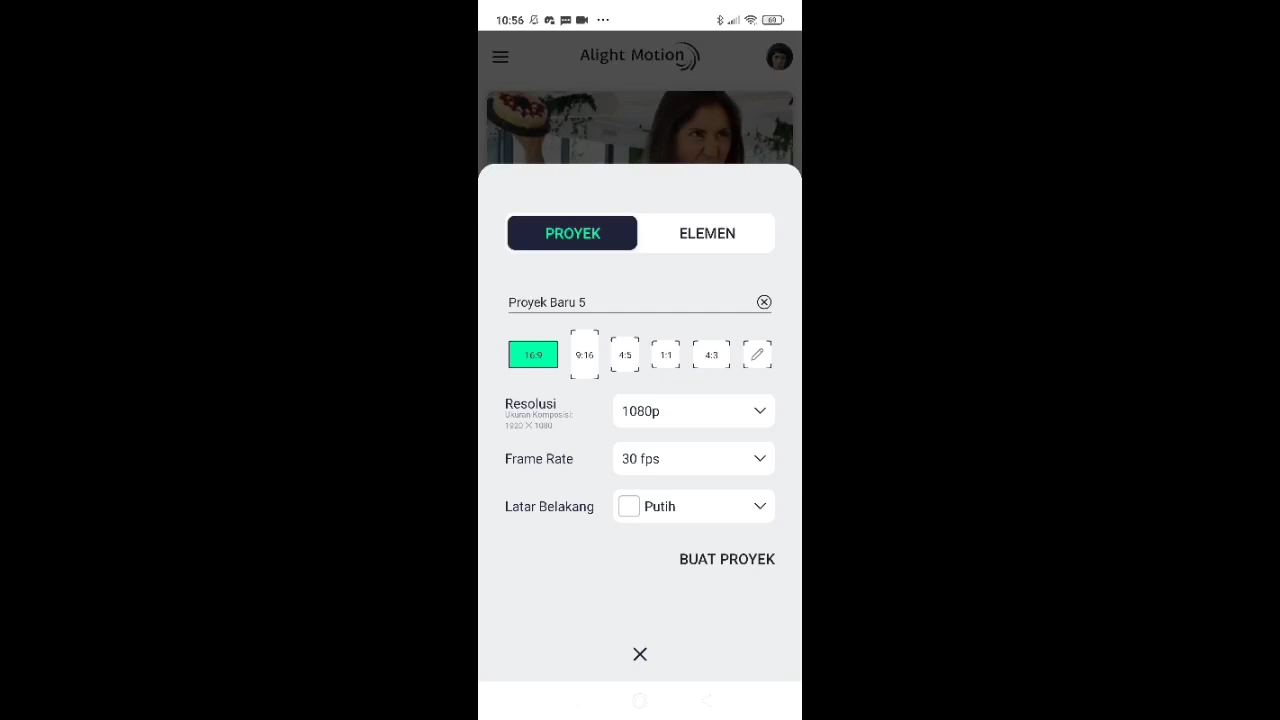 10:56 69
Alight Motion
PROYEK ELEMEN
Proyek Baru 5
16:9 9:16 4:5 1:1 4:3
Resolusi 1080p
Ukuran Komposisi:
1920 X 1080
Frame Rate 30 fps
Latar Belakang Putih
BUAT PROYEK